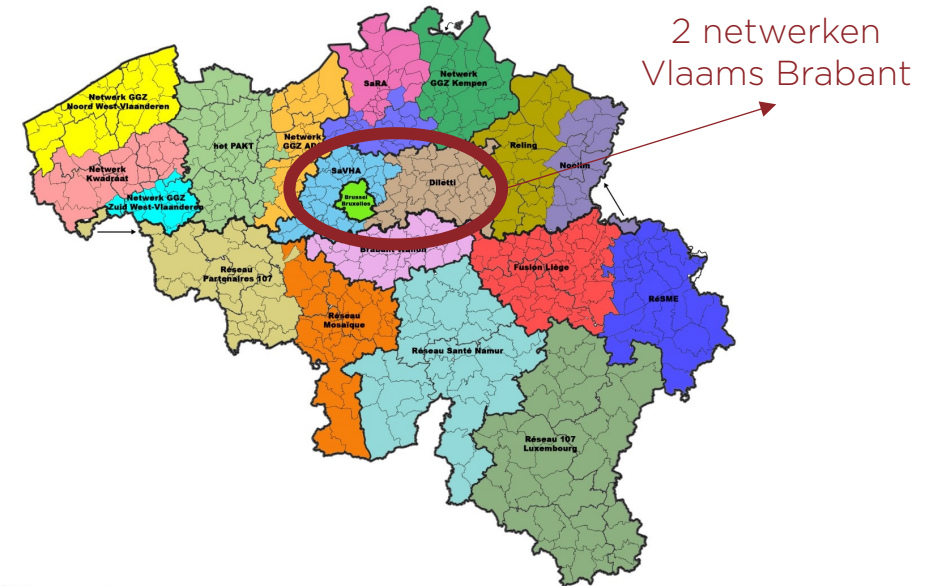 2 netwerken
Vlaams Brabant
SaRA
Netwerk
GGZ Kempen
Netwerk GGZ
Noord West-Vlaanderen
het PAKT
Netwerk
GGZ
Reling
Noolim
Netwerk
Kwadraat
SaVHA
Diletti
Netwerk GGZ
Zuid West-Vlaanderen
Brussel
Bruxelles
Brabant Wallon
Réseau
Partenaires 107
Fusion Liège
RéSME
Réseau
Mosaïque
Réseau Santé Namur
Réseau 107
Luxembourg